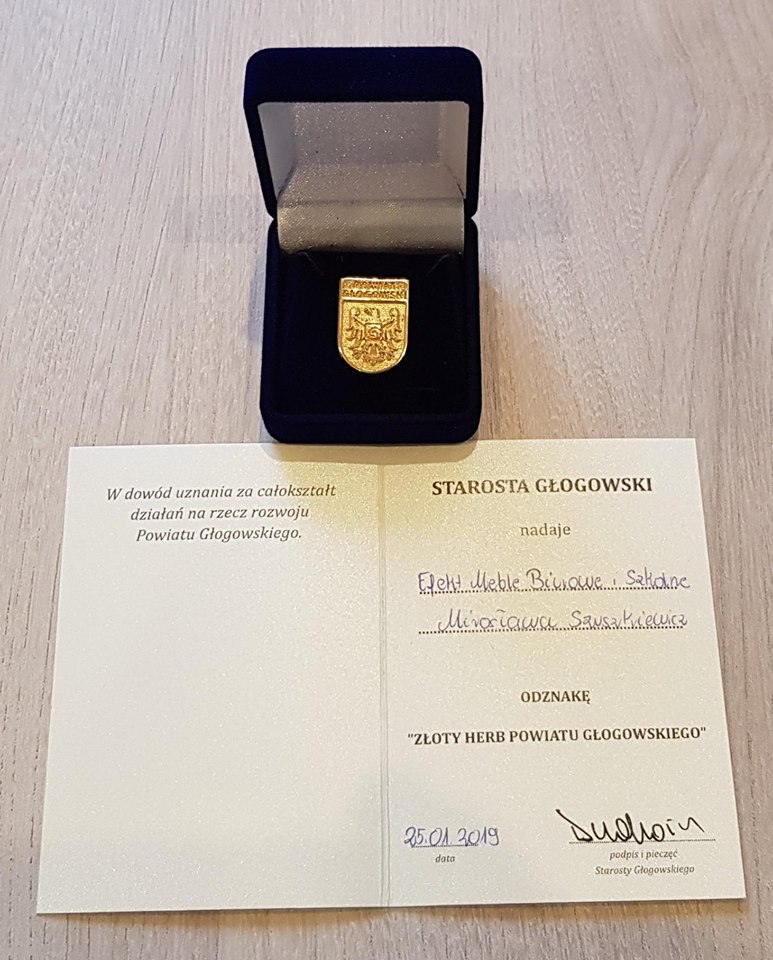 POWIAT
GŁOGOWSKI
W dowód uznania za całokształt
działań na rzecz rozwoju
Powiatu Głogowskiego.
STAROSTA GŁOGOWSKI
nadaje
Efekt Meble Biurowe i Szkolne
Mirosława Szuszkiewicz
ODZNAKĘ
"ZŁOTY HERB POWIATU GŁOGOWSKIEGO"
25.01.2019
data
podpis i pieczęć
Starosty Głogowskiego